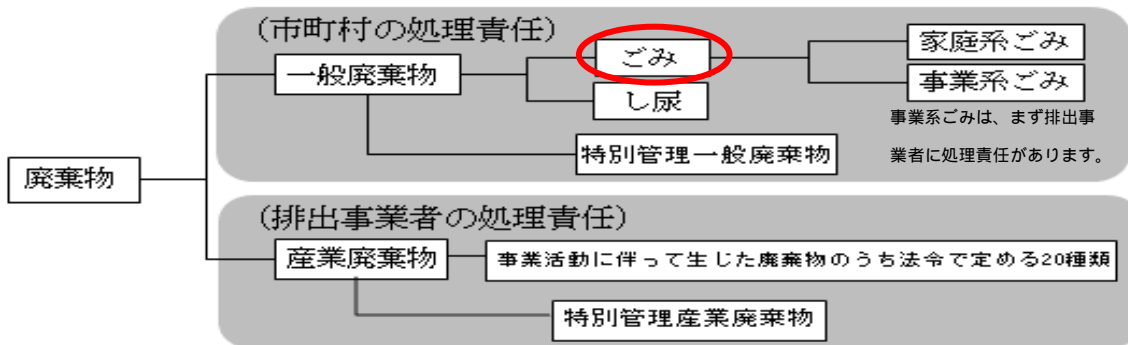 (市町村の処理責任)
一般廃棄物
ごみ
し尿
家庭系ごみ
事業系ごみ
事業系ごみは、まず排出事
業者に処理責任があります。
特別管理一般廃棄物
廃棄物
(排出事業者の処理責任)
産業廃棄物
事業活動に伴って生じた廃棄物のうち法令で定める20種類
特別管理産業廃棄物